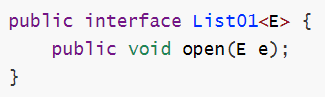 public interface List01<E> {
    public void open(E e);
}